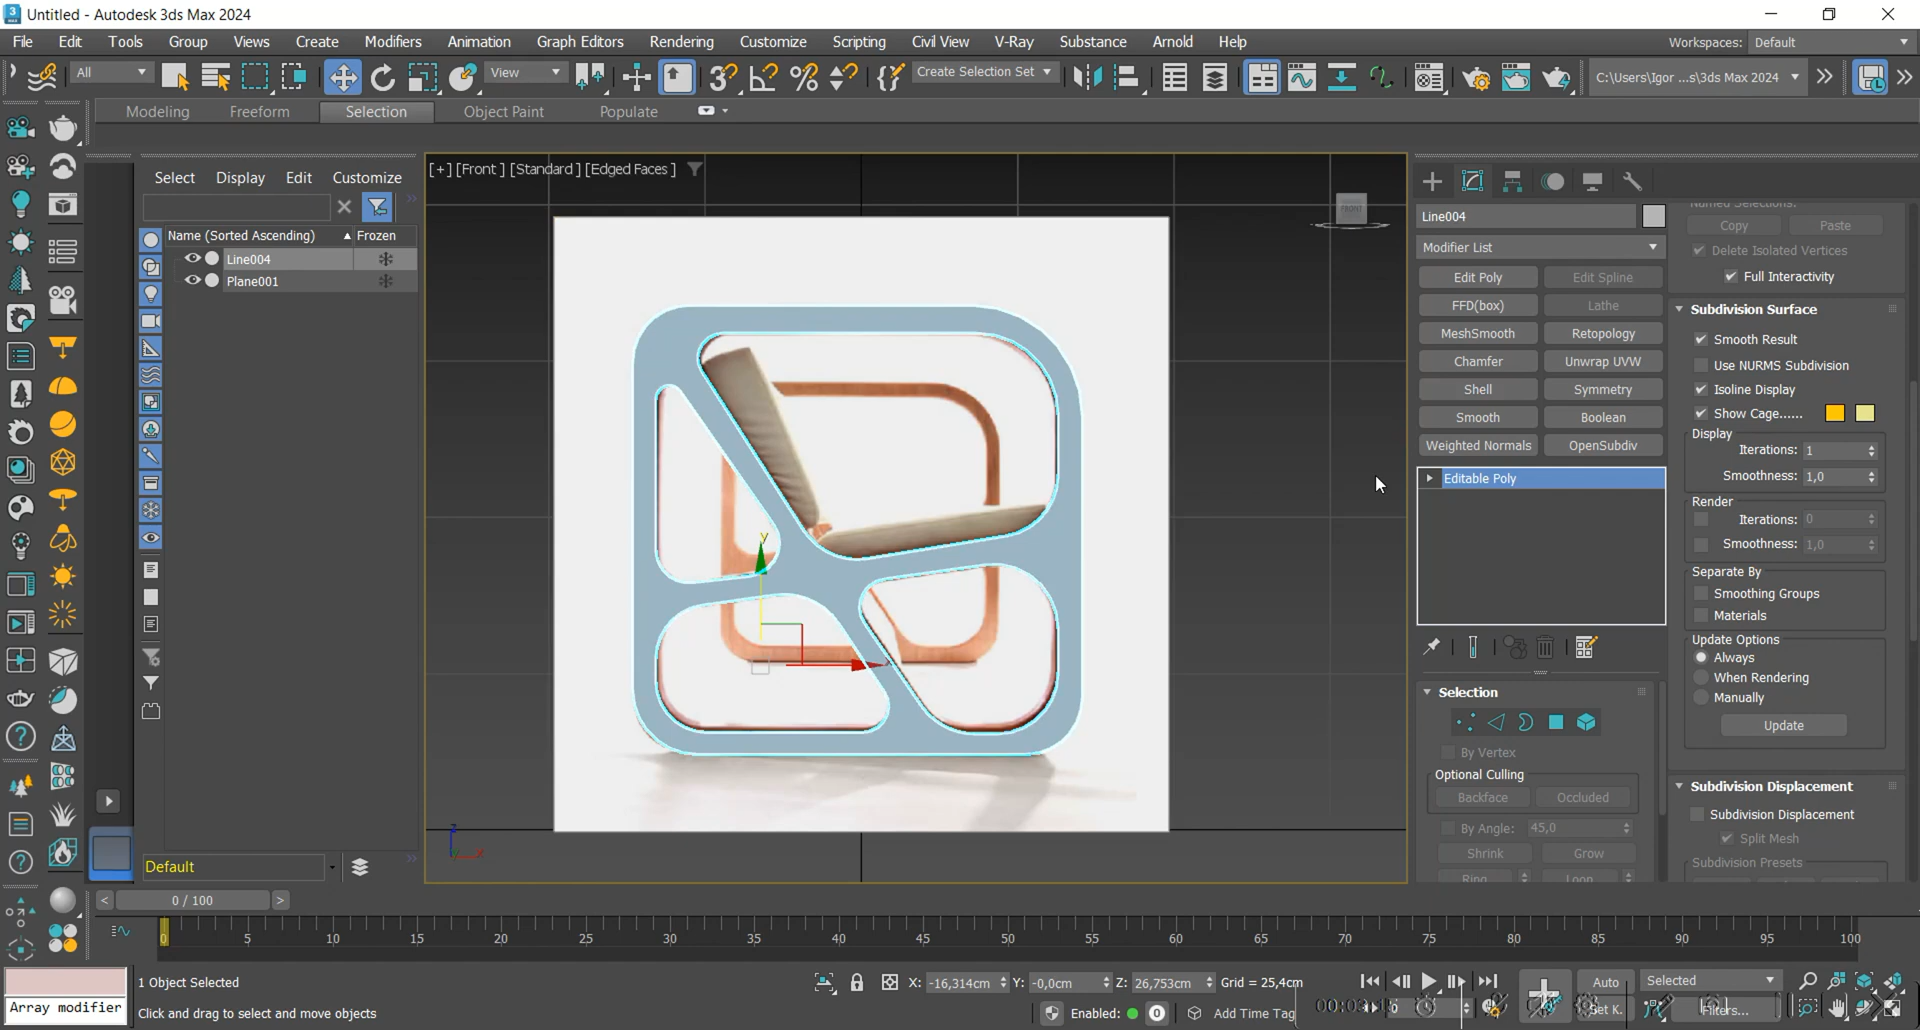 Untitled - Autodesk 3ds Max 2024
File Edit Tools Group Views Create Modifiers Animation Graph Editors Rendering Customize Scripting Civil View V-Ray Substance Arnold Help
Workspaces: Default
All View Create Selection Set C:\Users\Igor ...s\3ds Max 2024
Modeling Freeform Selection Object Paint Populate
Select Display Edit Customize
Name (Sorted Ascending) Frozen
Line004
Plane001
Default
[+] [Front ] [Standard ] [Edged Faces ]
FRONT
y
z
x
Line004
Modifier List
Edit Poly Edit Spline
FFD(box) Lathe
MeshSmooth Retopology
Chamfer Unwrap UVW
Shell Symmetry
Smooth Boolean
Weighted Normals OpenSubdiv
Editable Poly
Selection
By Vertex
Optional Culling
Backface Occluded
By Angle: 45,0
Shrink Grow
Ring Loop
Named Selections:
Copy Paste
Delete Isolated Vertices
Full Interactivity
Subdivision Surface
Smooth Result
Use NURMS Subdivision
Isoline Display
Show Cage......
Display
Iterations: 1
Smoothness: 1,0
Render
Iterations: 0
Smoothness: 1,0
Separate By
Smoothing Groups
Materials
Update Options
Always
When Rendering
Manually
Update
Subdivision Displacement
Subdivision Displacement
Split Mesh
Subdivision Presets
< 0 / 100 >
0 5 10 15 20 25 30 35 40 45 50 55 60 65 70 75 80 85 90 95 100
Array modifier
1 Object Selected
Click and drag to select and move objects
X: -16,314cm Y: -0,0cm Z: 26,753cm Grid = 25,4cm
Enabled: 0 Add Time Tag
Auto Selected
Set K. Filters...